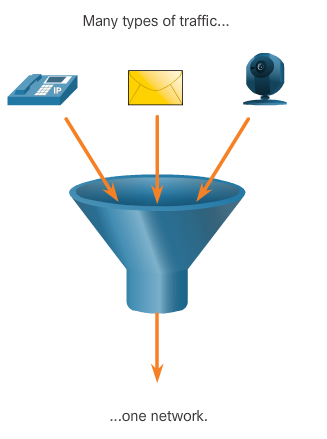 Many types of traffic...
IP
...one network.